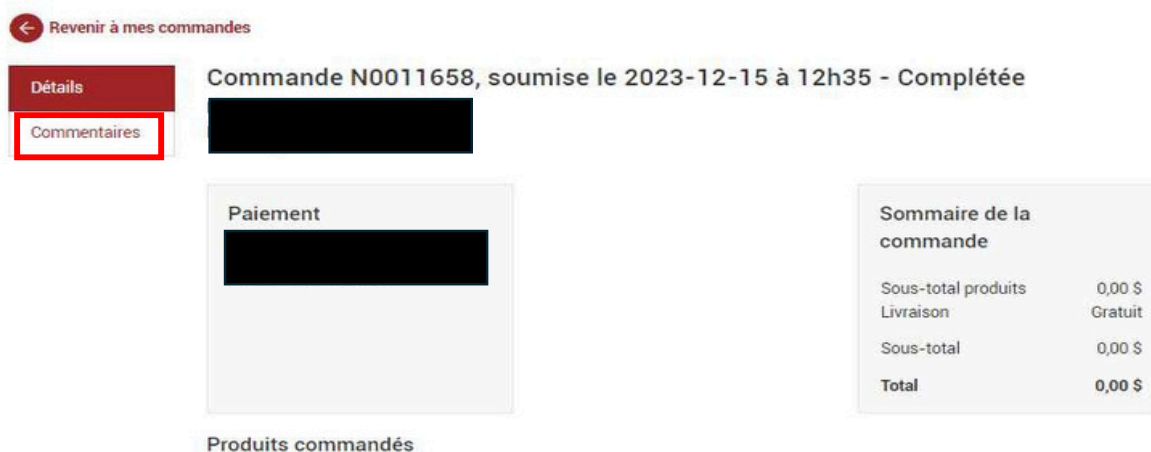 Revenir à mes commandes
Détails
Commentaires
Commande N0011658, soumise le 2023-12-15 à 12h35 - Complétée
Paiement
Sommaire de la
commande
Sous-total produits 0,00 $
Livraison Gratuit
Sous-total 0,00 $
Total 0,00 $
Produits commandés